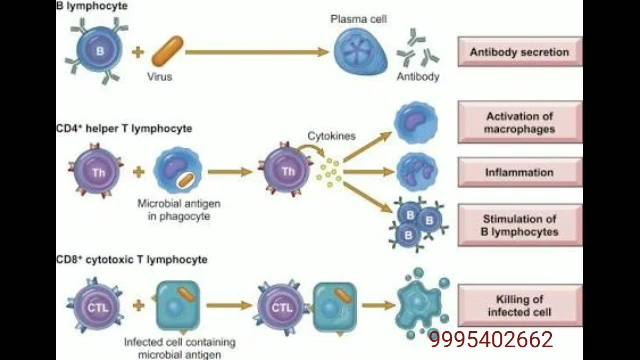 B lymphocyte
Plasma cell
B
Virus
Antibody
Antibody secretion
CD4+ helper T lymphocyte
Cytokines
Activation of
macrophages
Th
Th
Inflammation
Microbial antigen
in phagocyte
B
B
B
Stimulation of
B lymphocytes
CD8+ cytotoxic T lymphocyte
CTL
CTL
Killing of
infected cell
Infected cell containing
microbial antigen
9995402662